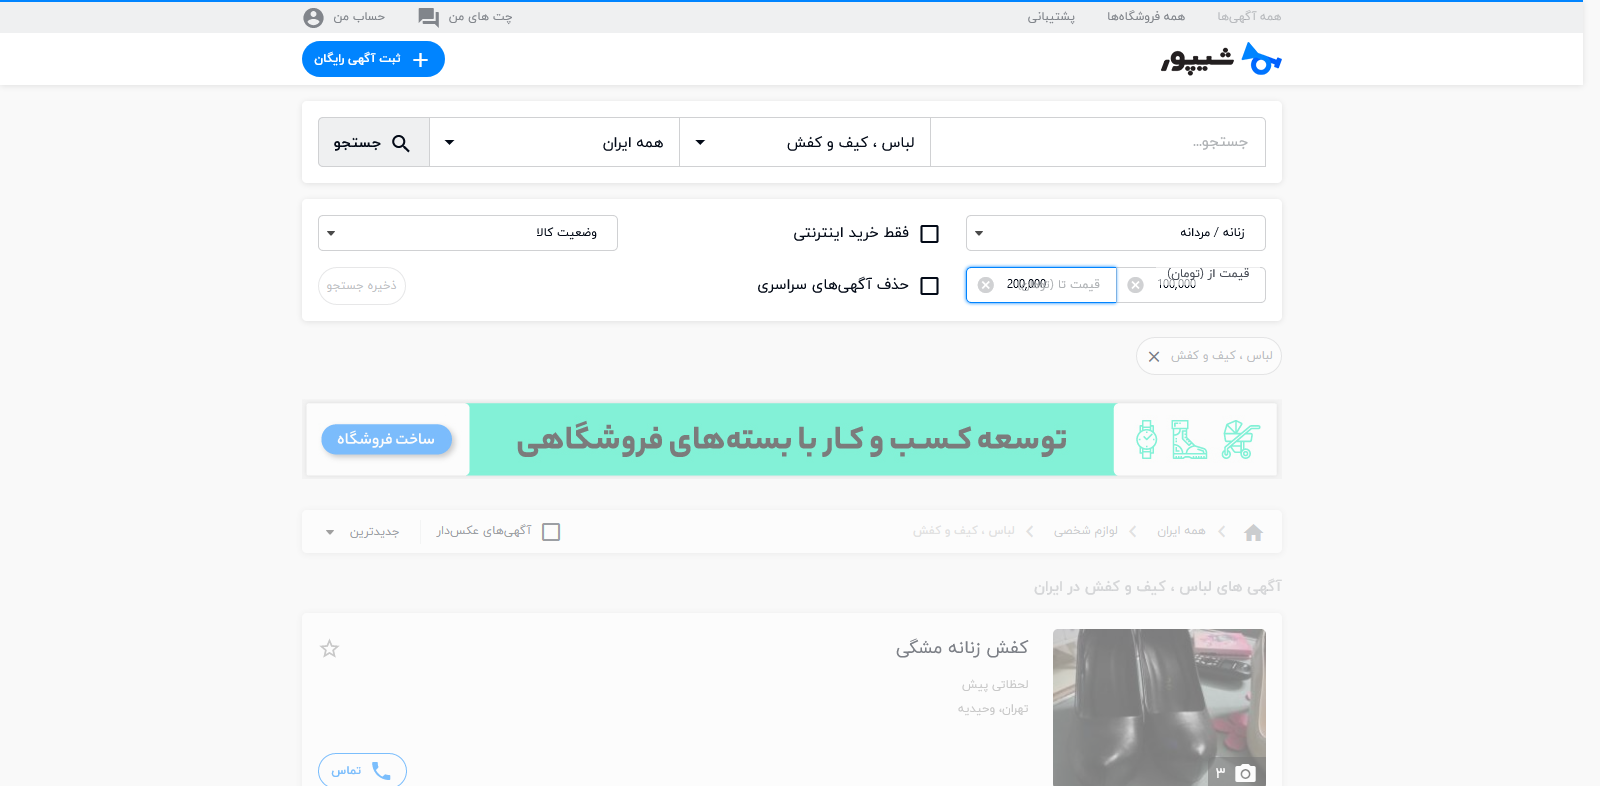 همه آگهی‌ها
همه فروشگاه‌ها
پشتیبانی
چت های من
حساب من
شیپور
ثبت آگهی رایگان
جستجو...
لباس ، کیف و کفش
همه ایران
جستجو
زنانه / مردانه
فقط خرید اینترنتی
وضعیت کالا
قیمت از (تومان)
100,000
قیمت تا (تومان)
200,000
حذف آگهی‌های سراسری
ذخیره جستجو
لباس ، کیف و کفش
توسعه کسب و کار با بسته‌های فروشگاهی
ساخت فروشگاه
همه ایران
لوازم شخصی
لباس ، کیف و کفش
آگهی‌های عکس‌دار
جدیدترین
آگهی های لباس ، کیف و کفش در ایران
کفش زنانه مشگی
لحظاتی پیش
تهران، وحیدیه
۳
تماس